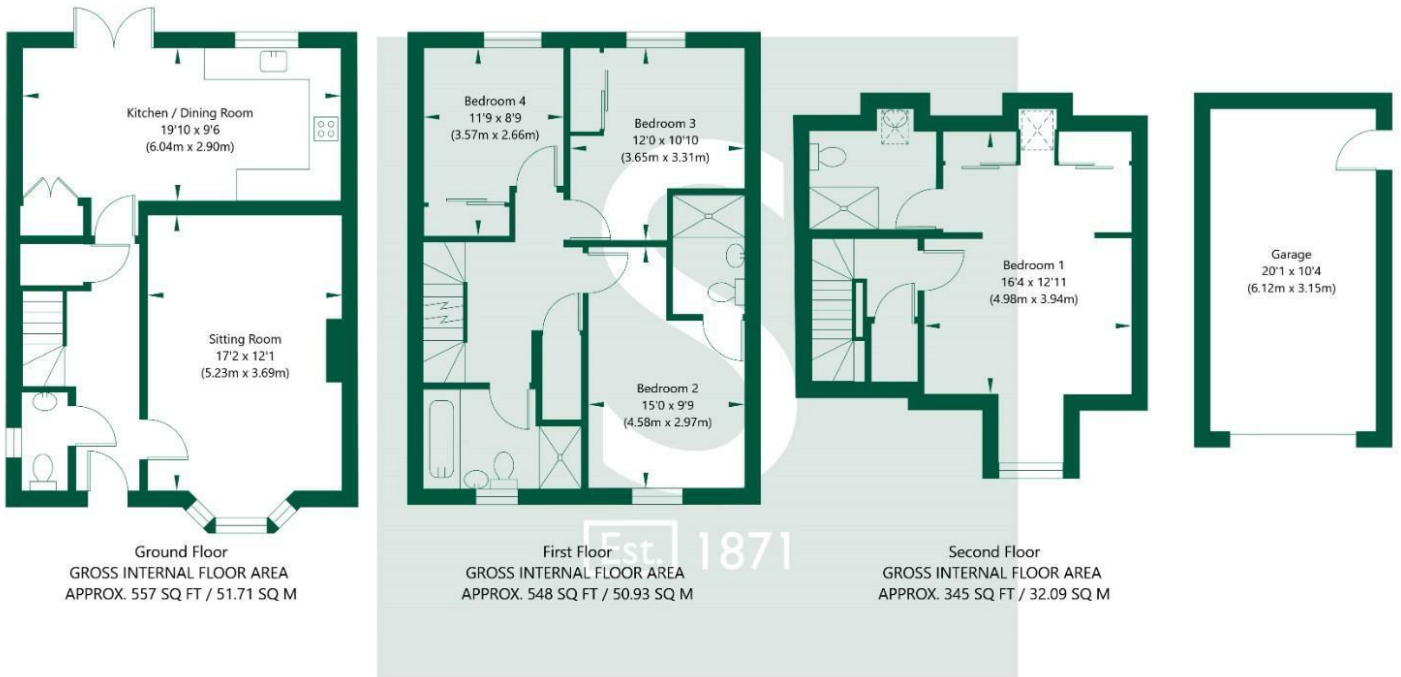 Kitchen / Dining Room
19'10 x 9'6
(6.04m x 2.90m)
Sitting Room
17'2 x 12'1
(5.23m x 3.69m)
Ground Floor
GROSS INTERNAL FLOOR AREA
APPROX. 557 SQ FT / 51.71 SQ M
Bedroom 4
11'9 x 8'9
(3.57m x 2.66m)
Bedroom 3
12'0 x 10'10
(3.65m x 3.31m)
Bedroom 2
15'0 x 9'9
(4.58m x 2.97m)
First Floor
GROSS INTERNAL FLOOR AREA
APPROX. 548 SQ FT / 50.93 SQ M
Bedroom 1
16'4 x 12'11
(4.98m x 3.94m)
Second Floor
GROSS INTERNAL FLOOR AREA
APPROX. 345 SQ FT / 32.09 SQ M
Garage
20'1 x 10'4
(6.12m x 3.15m)
S
Est. 1871